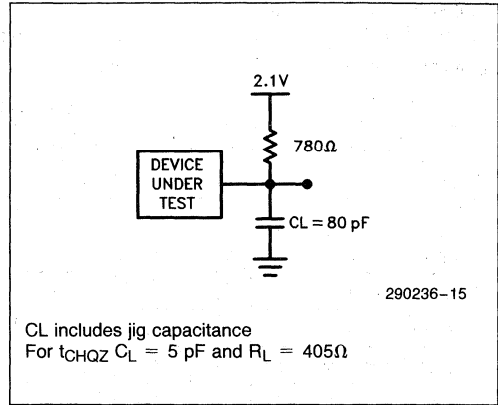 2.1V
780Ω
DEVICE
UNDER
TEST
CL = 80 pF
290236–15
CL includes jig capacitance
For tCHQZ CL = 5 pF and RL = 405Ω